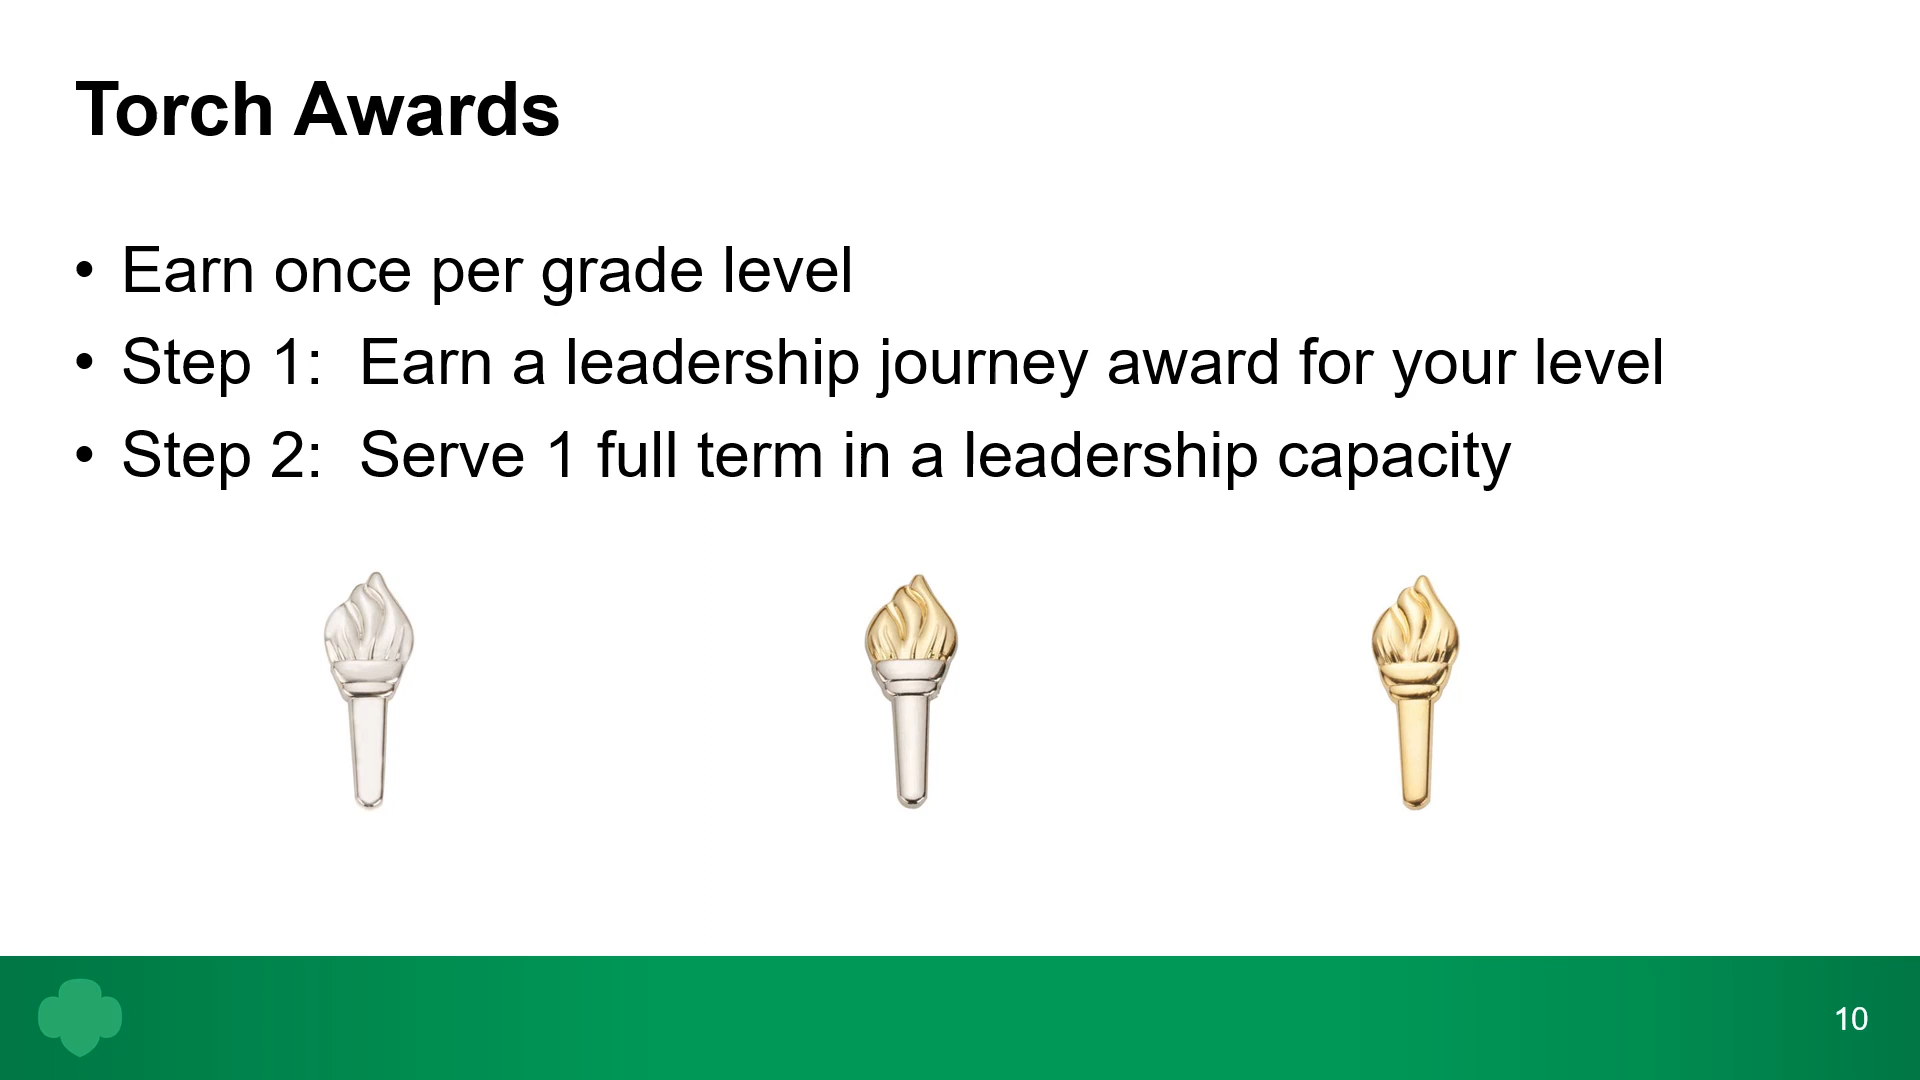 Torch Awards
• Earn once per grade level
• Step 1:  Earn a leadership journey award for your level
• Step 2:  Serve 1 full term in a leadership capacity
10